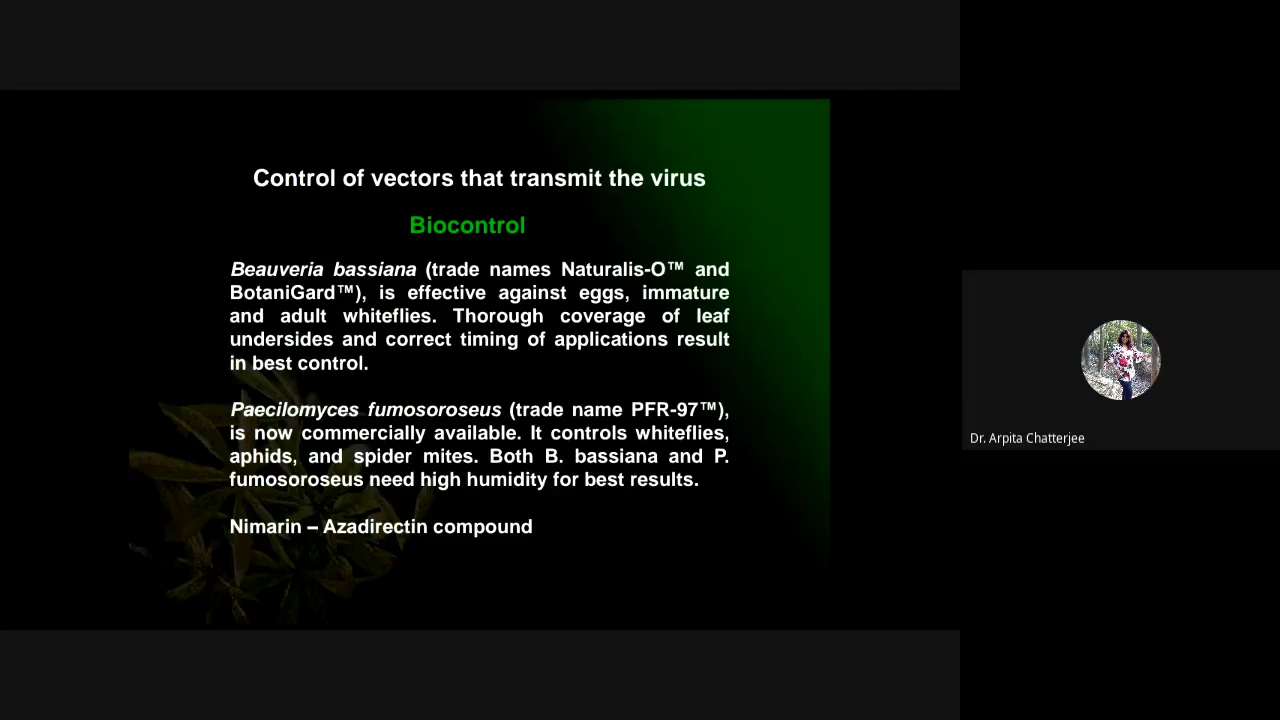 Control of vectors that transmit the virus
Biocontrol
Beauveria bassiana (trade names Naturalis-O™ and
BotaniGard™), is effective against eggs, immature
and adult whiteflies. Thorough coverage of leaf
undersides and correct timing of applications result
in best control.
Paecilomyces fumosoroseus (trade name PFR-97™),
is now commercially available. It controls whiteflies,
aphids, and spider mites. Both B. bassiana and P.
fumosoroseus need high humidity for best results.
Nimarin – Azadirectin compound
Dr. Arpita Chatterjee